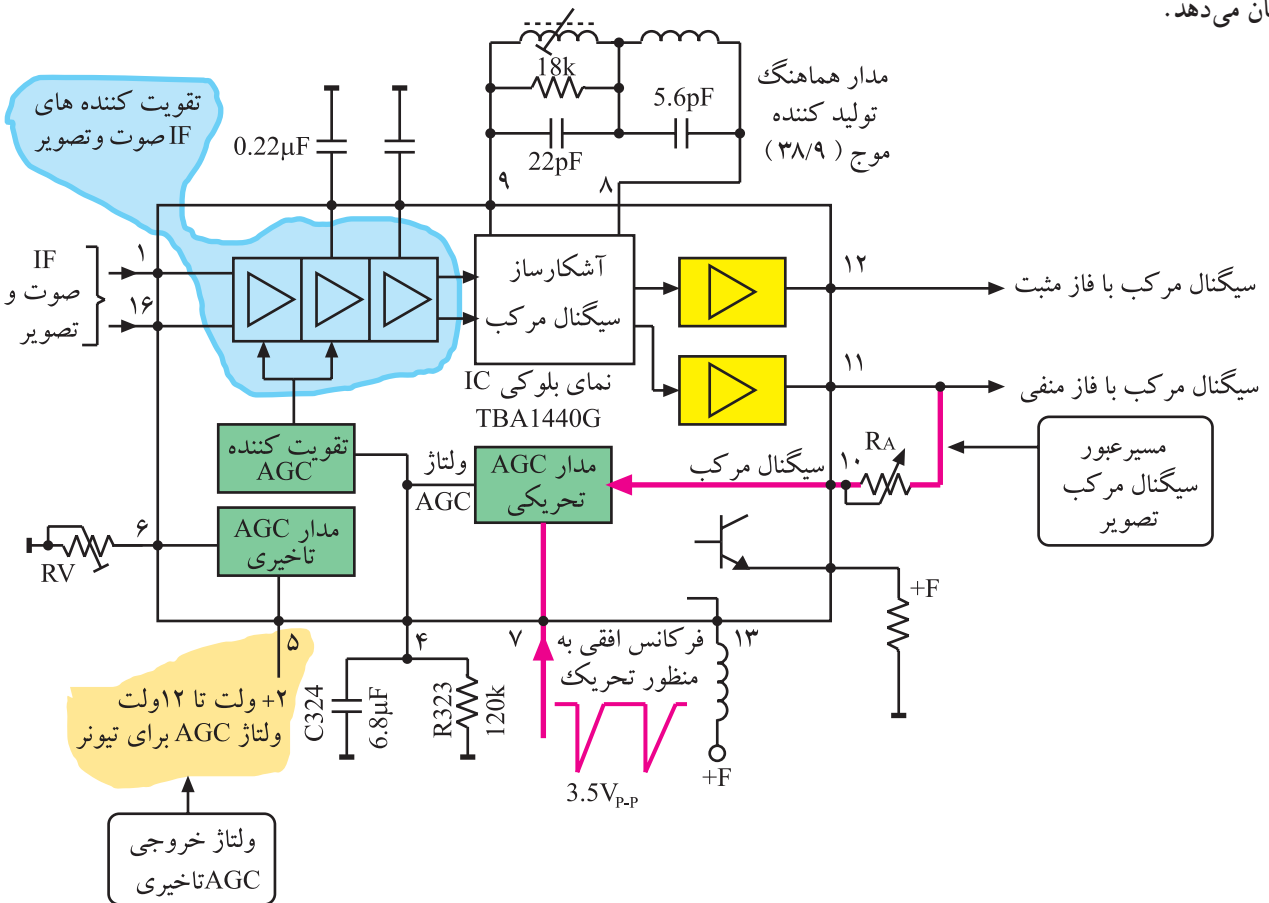 ان می‌دهد.
مدار هماهنگ
تولید کننده
موج (۳۸/۹)
18k
5.6pF
22pF
تقویت کننده های
IF صوت و تصویر
0.22µF
۹
۸
IF
صوت و
تصویر
۱
۱۶
آشکارساز
سیگنال مرکب
نمای بلوکی IC
TBA1440G
۱۲
سیگنال مرکب با فاز مثبت
۱۱
سیگنال مرکب با فاز منفی
مسیرعبور
سیگنال مرکب
تصویر
RA
۱۰
سیگنال مرکب
مدار AGC
تحریکی
ولتاژ
AGC
تقویت کننده
AGC
مدار AGC
تاخیری
۶
RV
۵
+۲ ولت تا ۱۲ولت
ولتاژ AGC برای تیونر
ولتاژ خروجی
AGCتاخیری
۴
C324
6.8µF
R323
120k
۷
فرکانس افقی به
منظور تحریک
3.5VP-P
۱۳
+F
+F